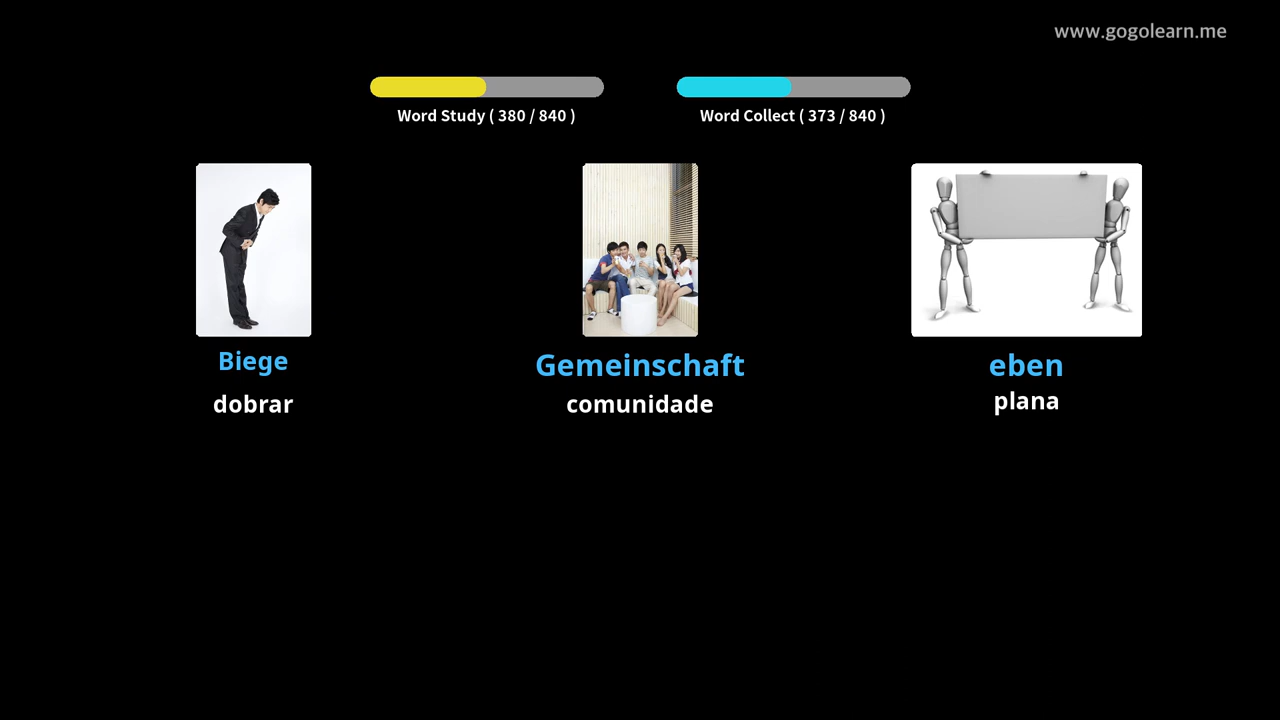 www.gogolearn.me
Word Study ( 380 / 840 )
Word Collect ( 373 / 840 )
Biege
dobrar
Gemeinschaft
comunidade
eben
plana